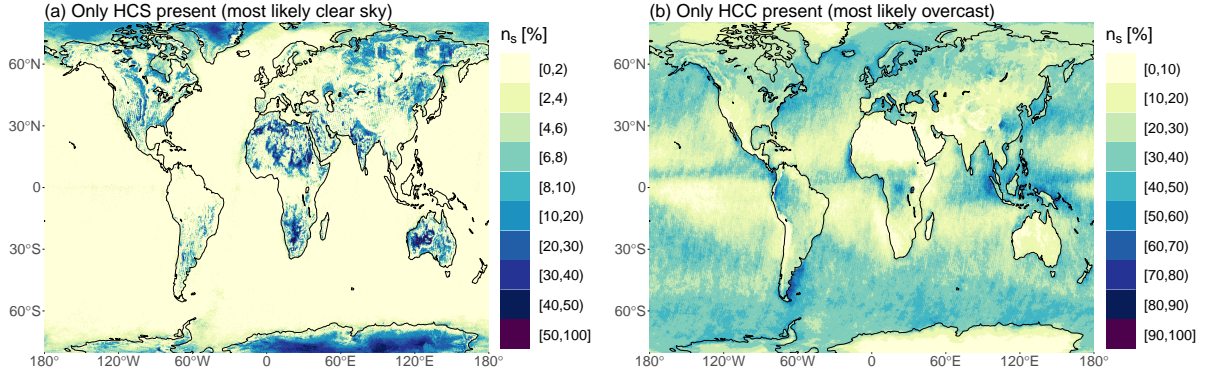 (a) Only HCS present (most likely clear sky)
60°N
30°N
0
30°S
60°S
180° 120°W 60°W 0 60°E 120°E 180°
n_s [%]
[0,2)
[2,4)
[4,6)
[6,8)
[8,10)
[10,20)
[20,30)
[30,40)
[40,50)
[50,100]
(b) Only HCC present (most likely overcast)
60°N
30°N
0
30°S
60°S
180° 120°W 60°W 0 60°E 120°E 180°
n_s [%]
[0,10)
[10,20)
[20,30)
[30,40)
[40,50)
[50,60)
[60,70)
[70,80)
[80,90)
[90,100]